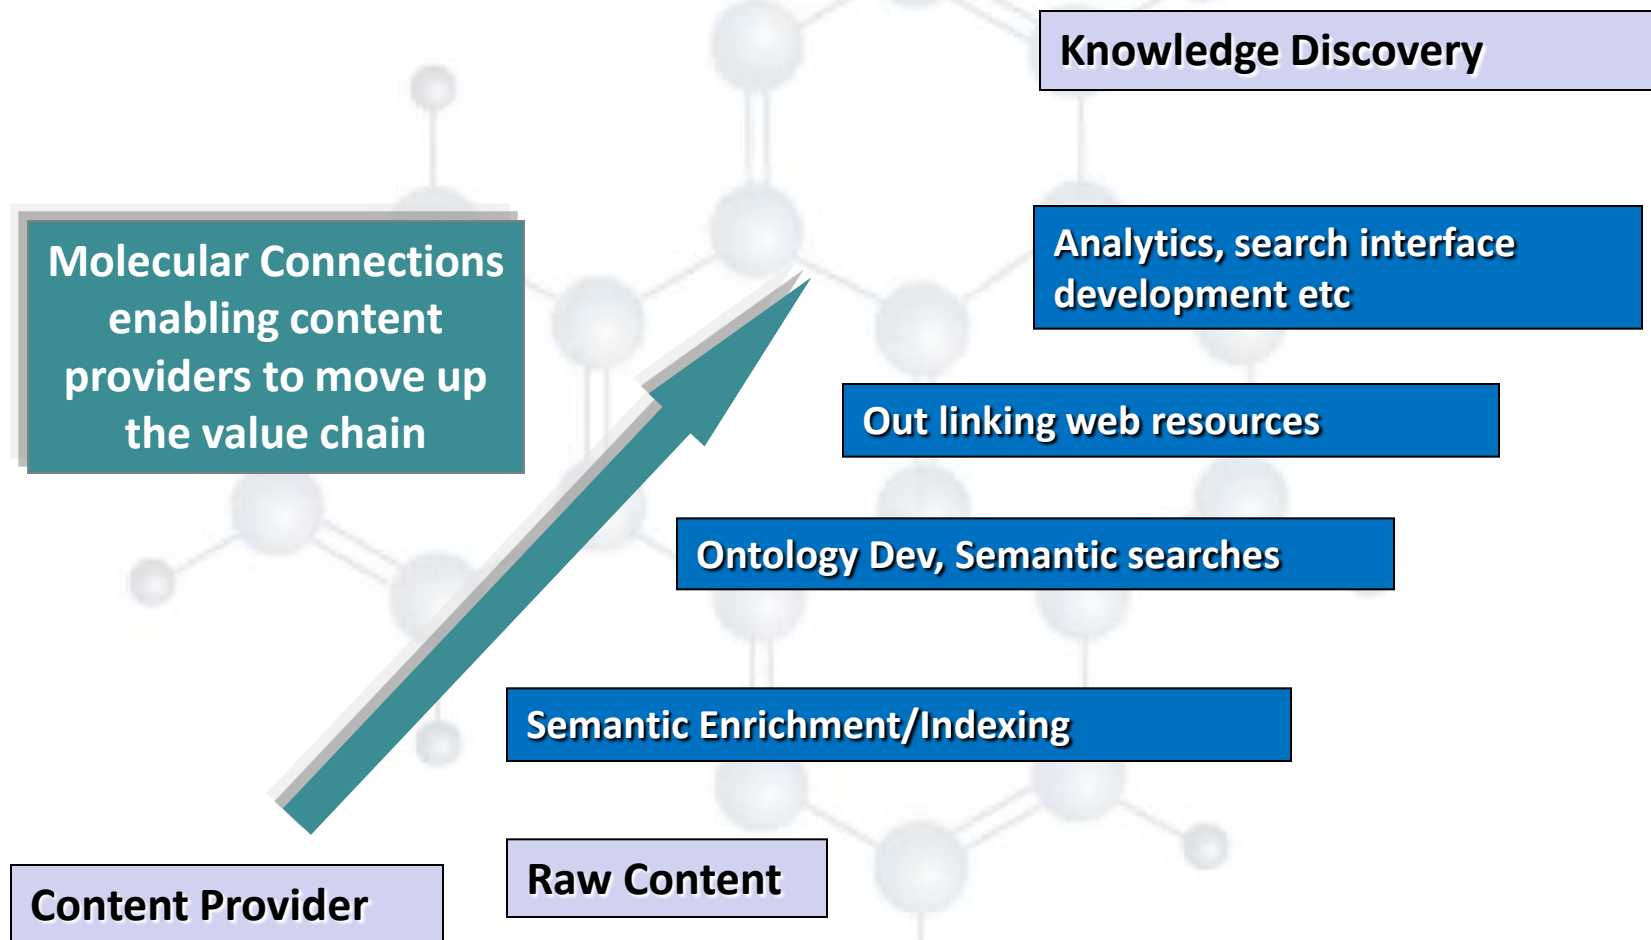 Knowledge Discovery
Molecular Connections
enabling content
providers to move up
the value chain
Analytics, search interface
development etc
Out linking web resources
Ontology Dev, Semantic searches
Semantic Enrichment/Indexing
Raw Content
Content Provider